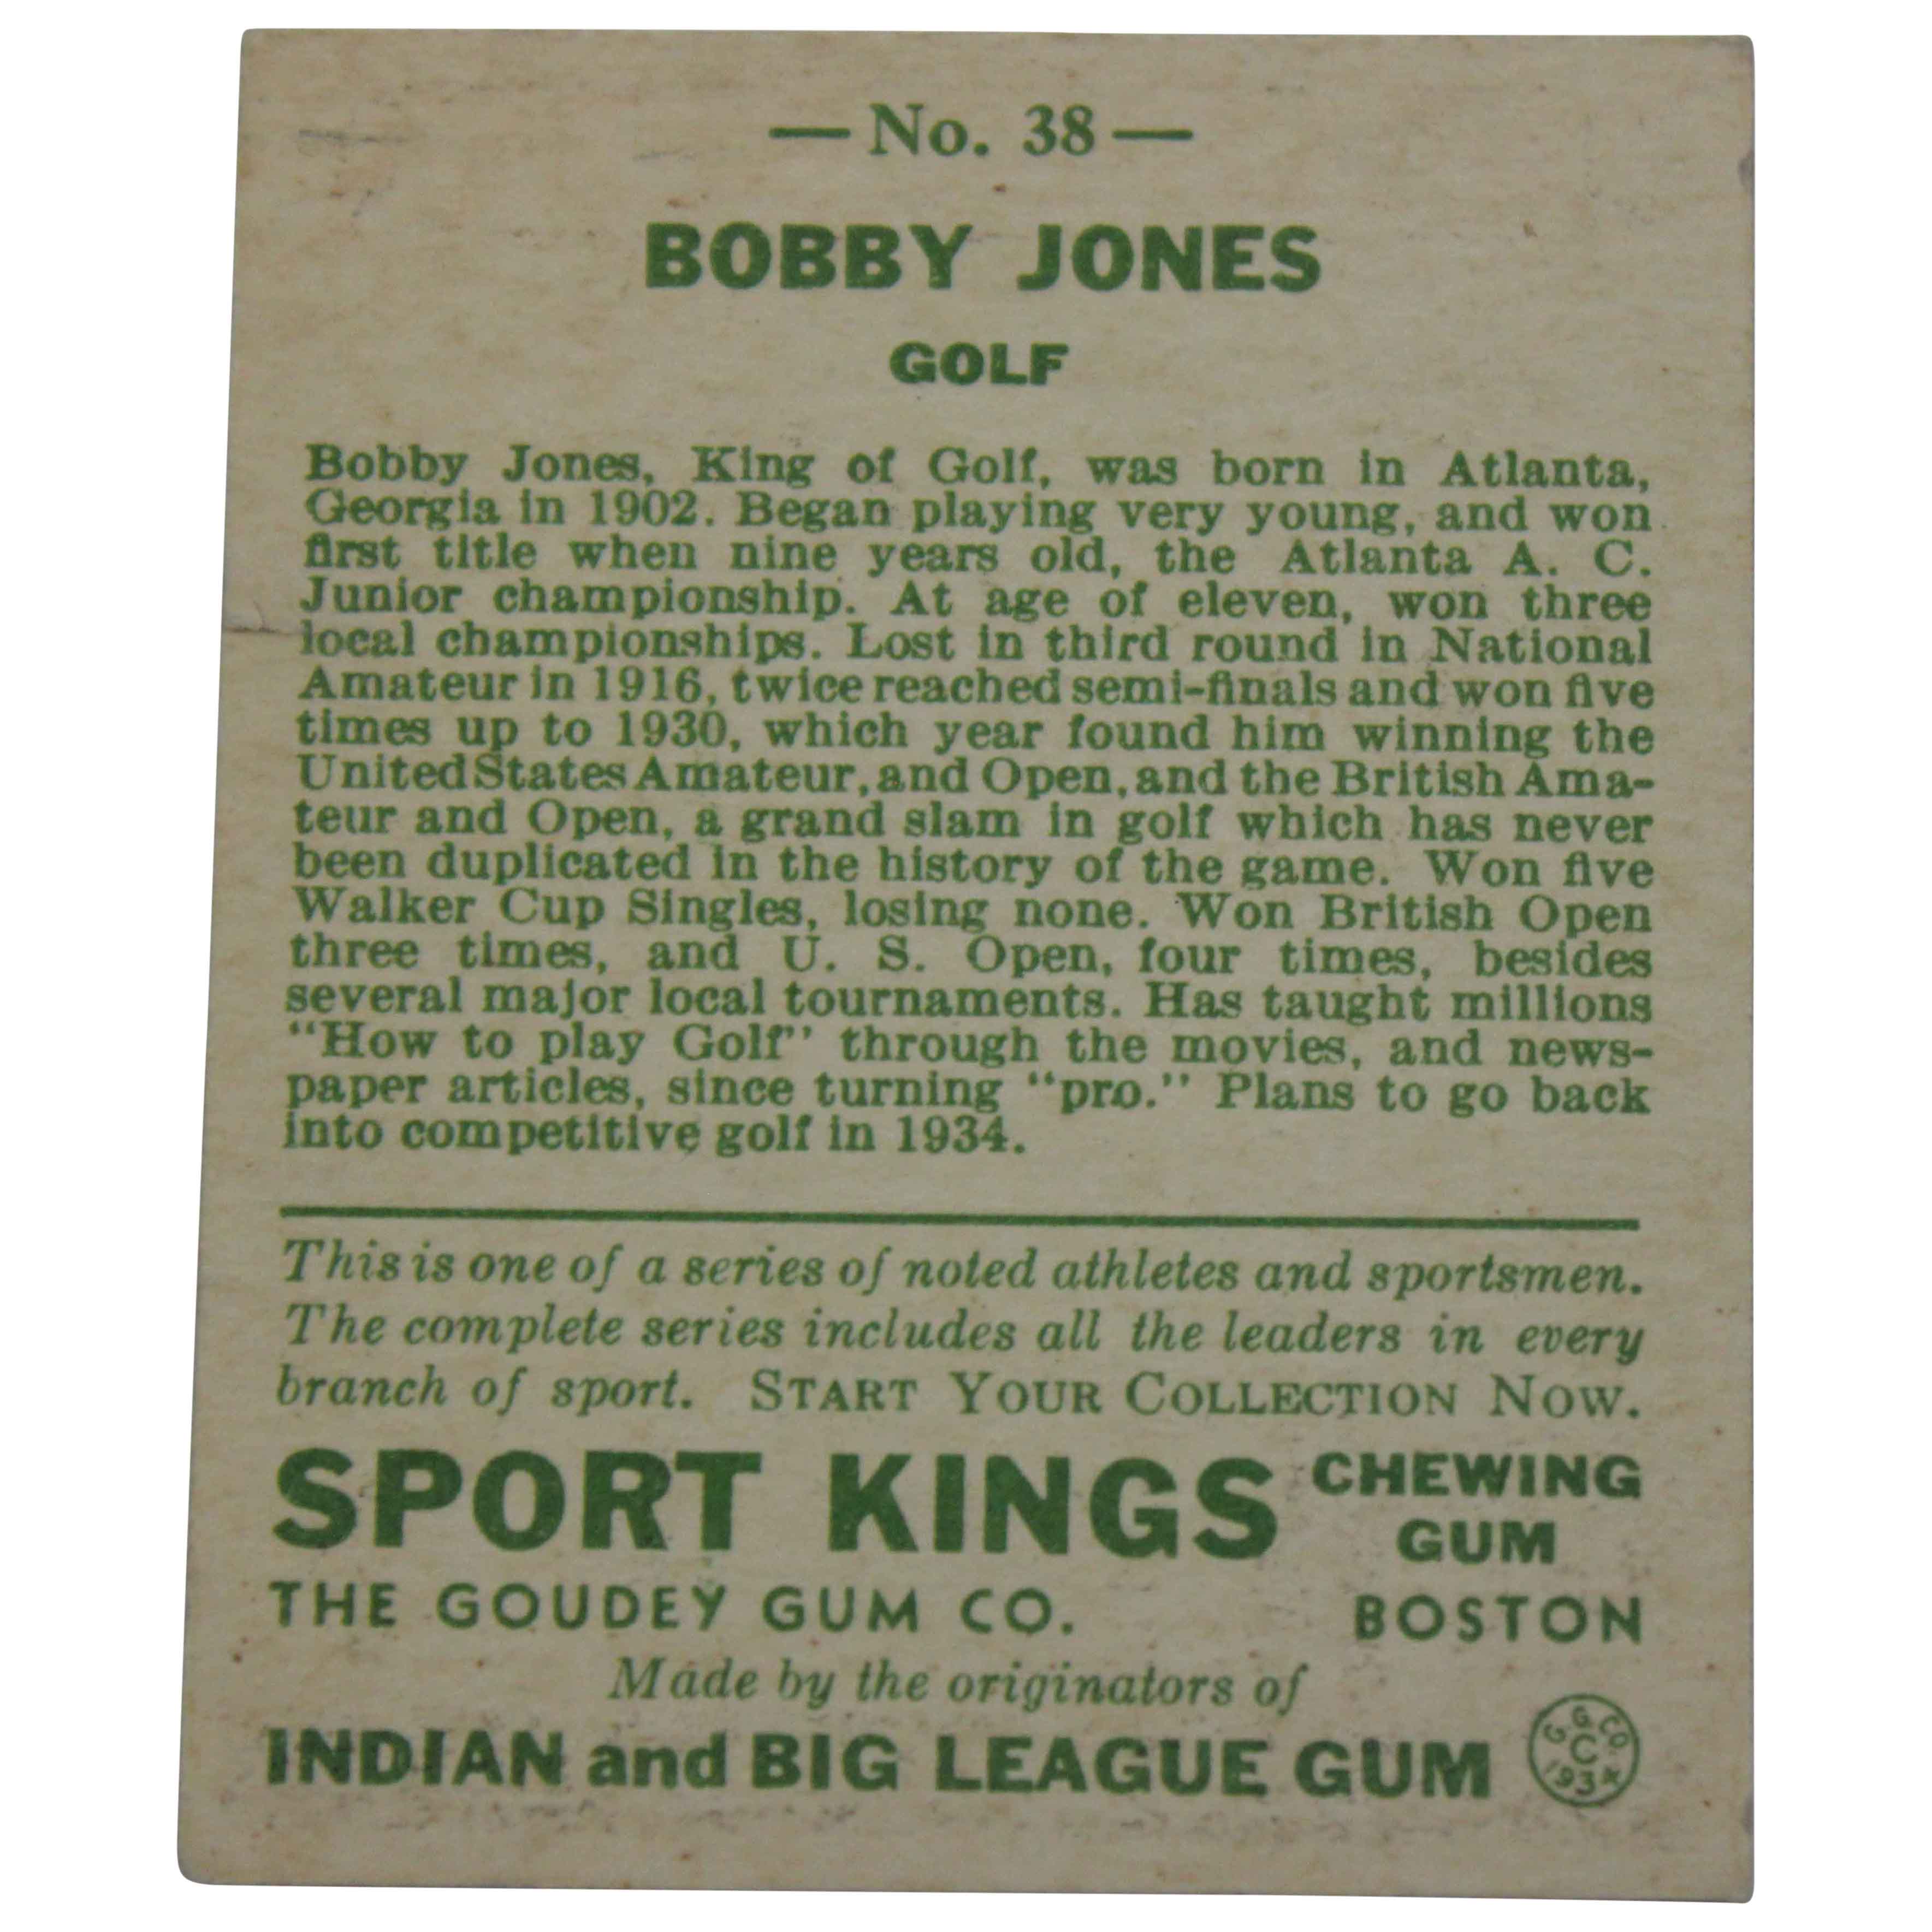 — No. 38 —
BOBBY JONES
GOLF
Bobby Jones, King of Golf, was born in Atlanta,
Georgia in 1902. Began playing very young, and won
first title when nine years old, the Atlanta A. C.
Junior championship. At age of eleven, won three
local championships. Lost in third round in National
Amateur in 1916, twice reached semi-finals and won five
times up to 1930, which year found him winning the
United States Amateur, and Open, and the British Ama-
teur and Open, a grand slam in golf which has never
been duplicated in the history of the game. Won five
Walker Cup Singles, losing none. Won British Open
three times, and U. S. Open, four times, besides
several major local tournaments. Has taught millions
"How to play Golf" through the movies, and news-
paper articles, since turning "pro." Plans to go back
into competitive golf in 1934.
This is one of a series of noted athletes and sportsmen.
The complete series includes all the leaders in every
branch of sport. START YOUR COLLECTION NOW.
SPORT KINGS CHEWING
GUM
THE GOUDEY GUM CO. BOSTON
Made by the originators of
INDIAN and BIG LEAGUE GUM
G. G. CO.
C
1934